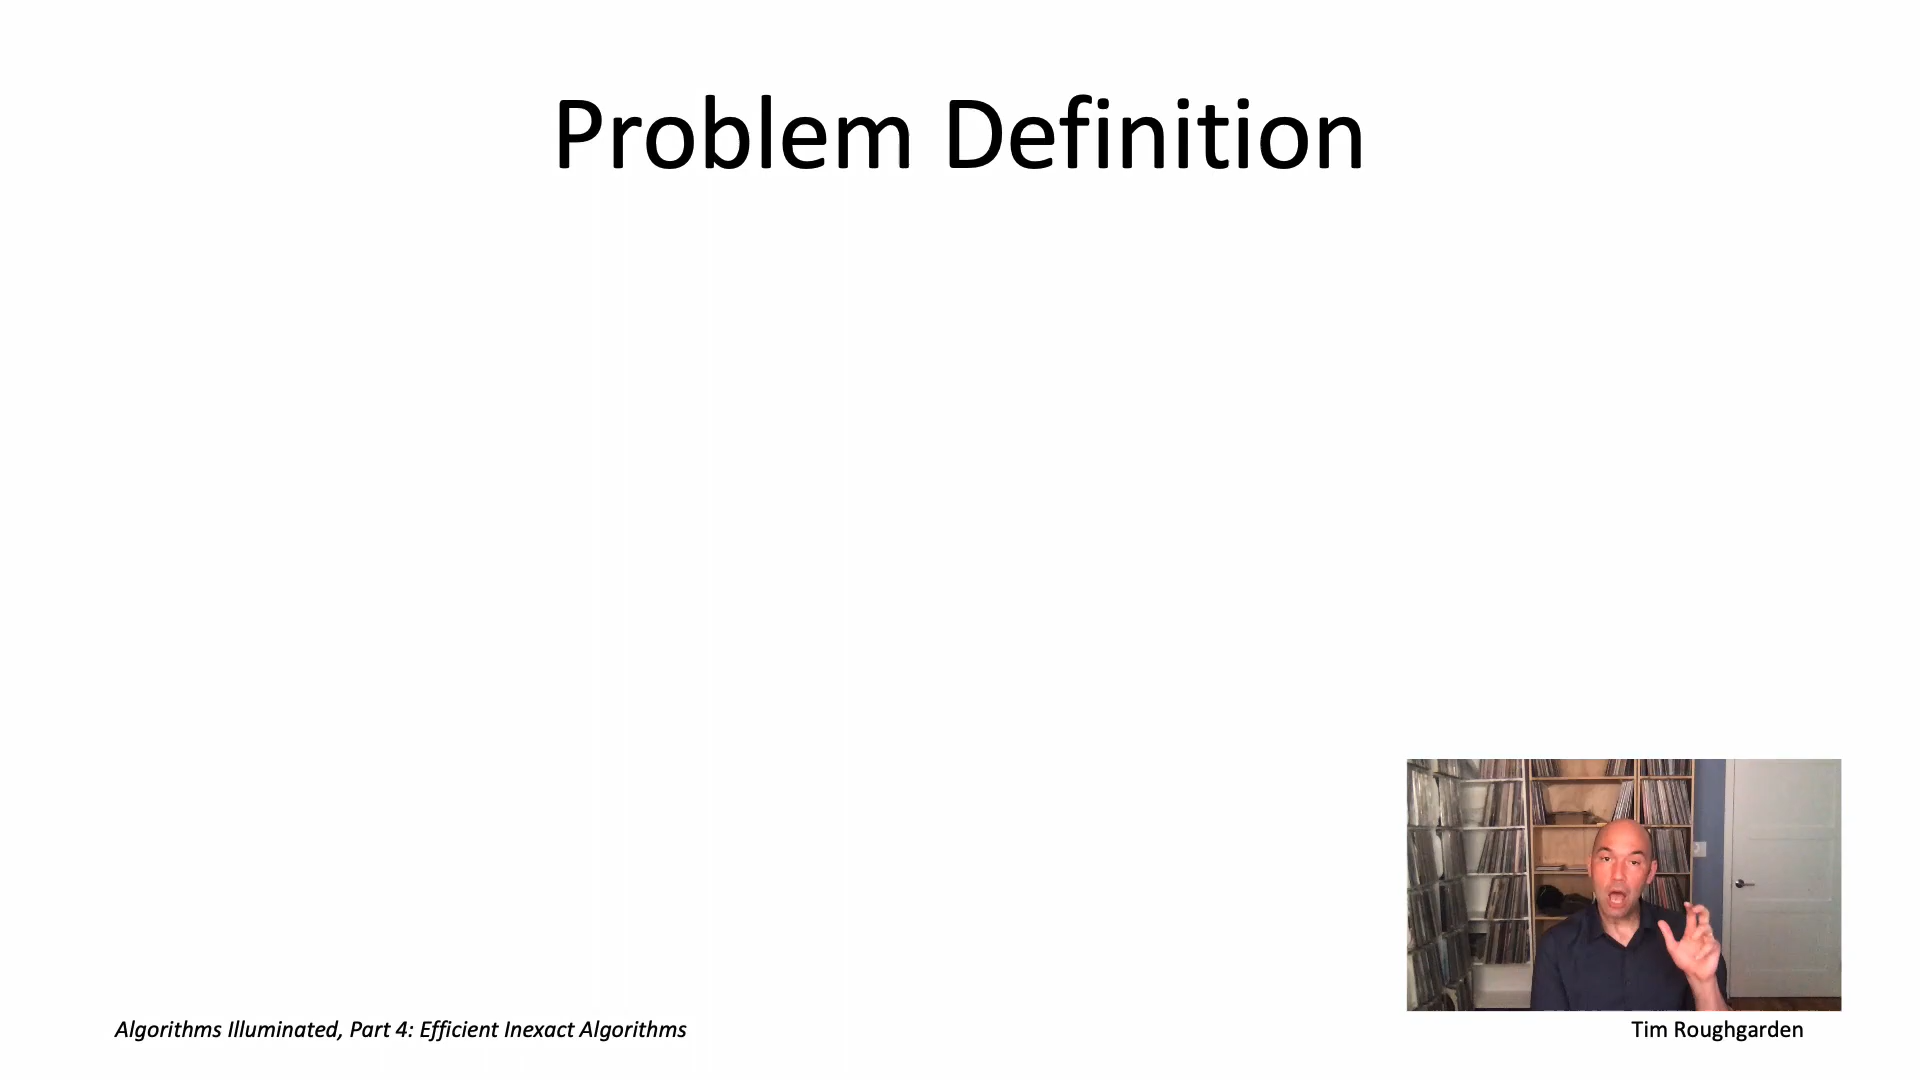 Problem Definition
Algorithms Illuminated, Part 4: Efficient Inexact Algorithms
Tim Roughgarden